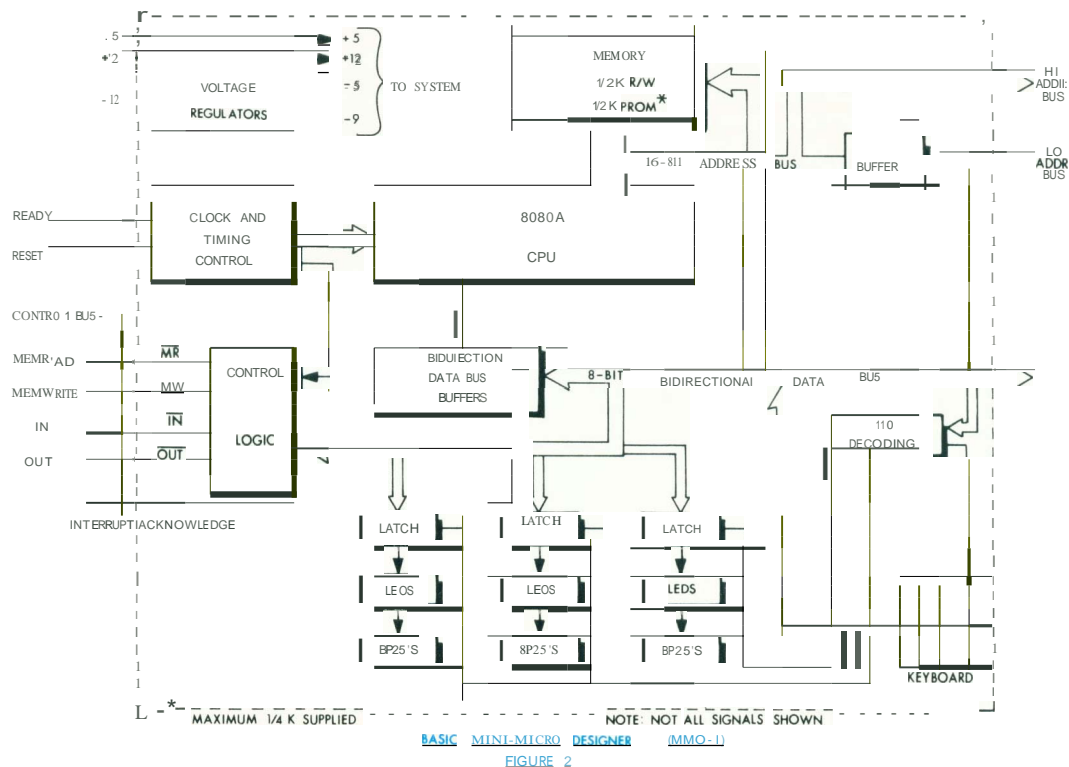 . 5
+'2
- 12
VOLTAGE
REGULATORS
+ 5
+12
-5
-9
TO SYSTEM
MEMORY
1/2K R/W
1/2K PROM*
HI
ADDII:
BUS
16-811 ADDRESS BUS
BUFFER
LO
ADDR
BUS
READY
RESET
CLOCK AND
TIMING
CONTROL
8080A
CPU
CONTR0 1 BU5-
MEMR'AD
MEMWRITE
IN
OUT
INTERRUPTIACKNOWLEDGE
MR
MW
IN
OUT
CONTROL
LOGIC
BIDUIECTION
DATA BUS
BUFFERS
8-BIT BIDIRECTIONAI DATA BU5
110
DECODING
LATCH
LATCH
LATCH
LEOS
LEOS
LEDS
BP25'S
8P25'S
BP25'S
KEYBOARD
L -* MAXIMUM 1/4 K SUPPLIED
NOTE: NOT ALL SIGNALS SHOWN
BASIC MINI-MICRO DESIGNER (MMO-I)
FIGURE 2